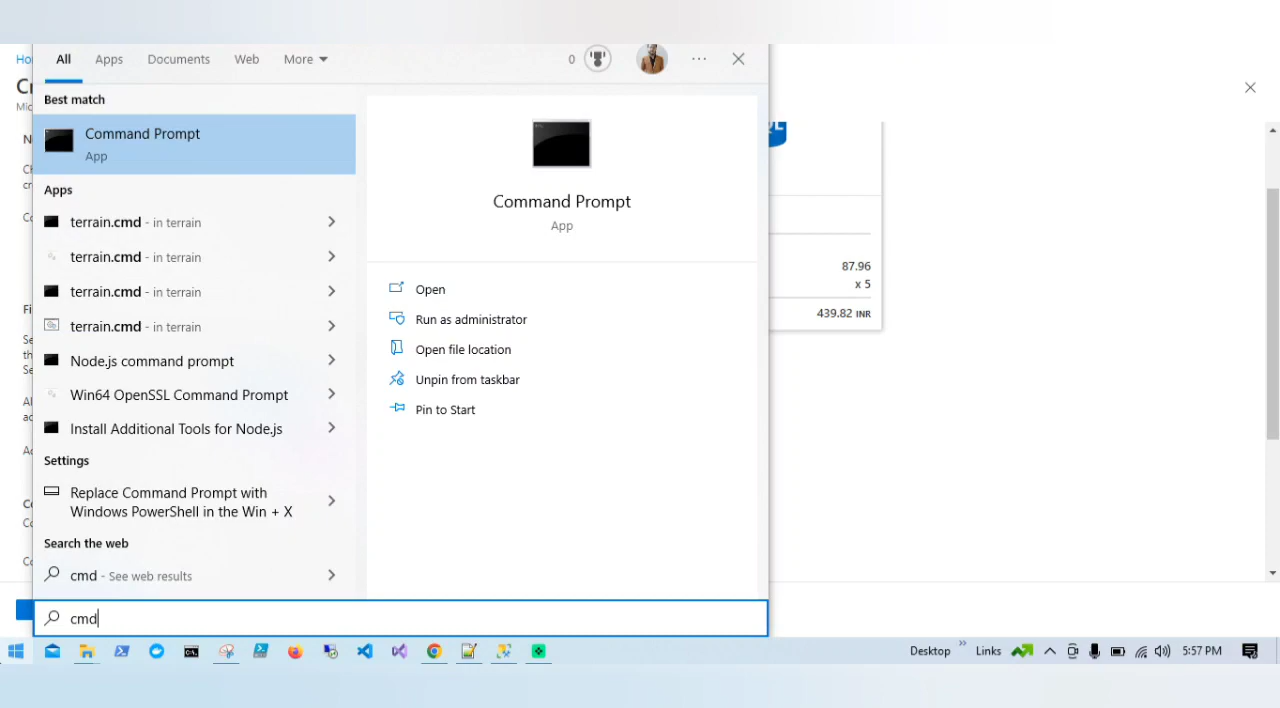 All Apps Documents Web More 0 ...
Best match
Command Prompt
App
Apps
terrain.cmd - in terrain
terrain.cmd - in terrain
terrain.cmd - in terrain
terrain.cmd - in terrain
Node.js command prompt
Win64 OpenSSL Command Prompt
Install Additional Tools for Node.js
Settings
Replace Command Prompt with
Windows PowerShell in the Win + X
Search the web
cmd - See web results
cmd
Command Prompt
App
Open
Run as administrator
Open file location
Unpin from taskbar
Pin to Start
87.96
x 5
439.82 INR
Desktop Links 5:57 PM